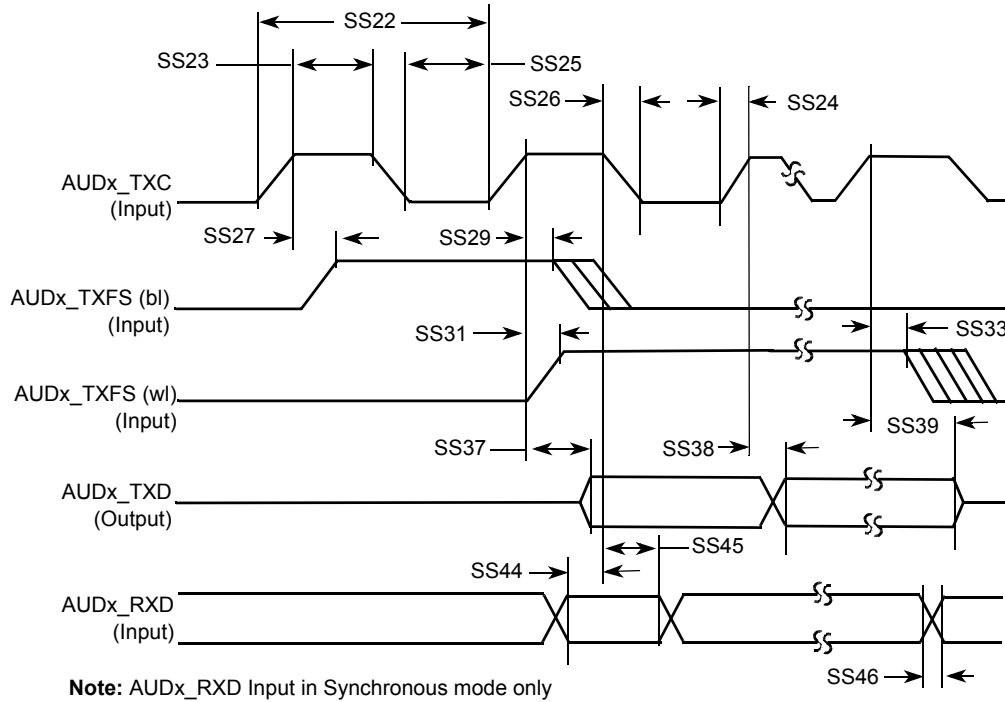 SS22
SS23
SS25
SS26
SS24
AUDx_TXC
(Input)
SS27
SS29
AUDx_TXFS (bl)
(Input)
SS31
SS33
AUDx_TXFS (wl)
(Input)
SS39
SS37
SS38
AUDx_TXD
(Output)
SS45
SS44
AUDx_RXD
(Input)
SS46
Note: AUDx_RXD Input in Synchronous mode only